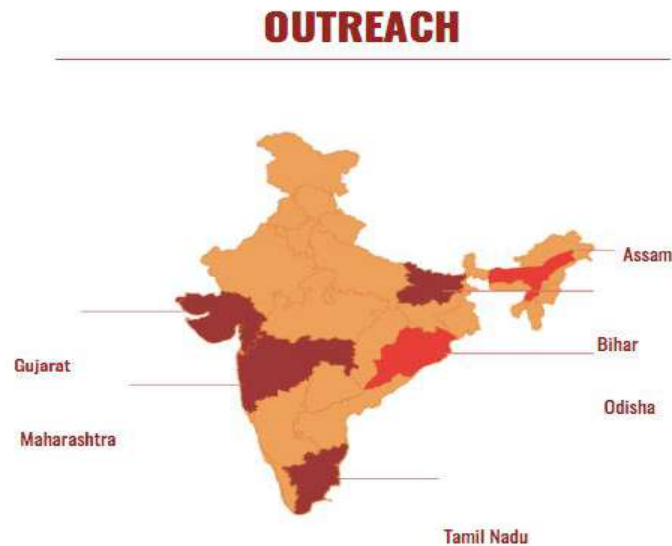 OUTREACH
Assam
Bihar
Gujarat
Odisha
Maharashtra
Tamil Nadu